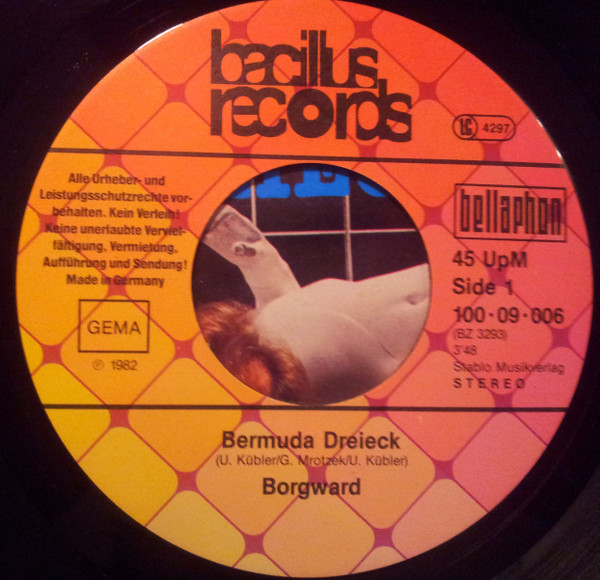 bacillus
records
LC 4297
Alle Urheber- und
Leistungsschutzrechte vor-
behalten. Kein Verleih!
Keine unerlaubte Verviel-
fältigung, Vermietung,
Aufführung und Sendung!
Made in Germany
GEMA
℗ 1982
bellaphon
45 UpM
Side 1
100·09·006
(BZ 3293)
3'48
Stablo Musikverlag
STEREO
Bermuda Dreieck
(U. Kübler/G. Mrotzek/U. Kübler)
Borgward